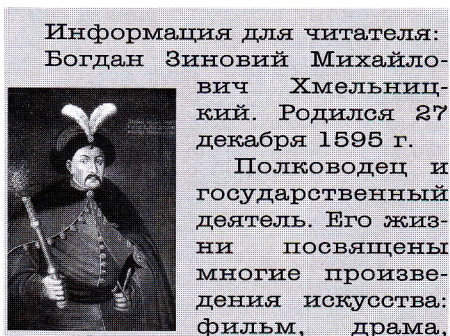 Информация для читателя:
Богдан Зиновий Михайло-
вич Хмельниц-
кий. Родился 27
декабря 1595 г.
Полководец и
государственный
деятель. Его жиз-
ни посвящены
многие произве-
дения искусства:
фильм, драма,